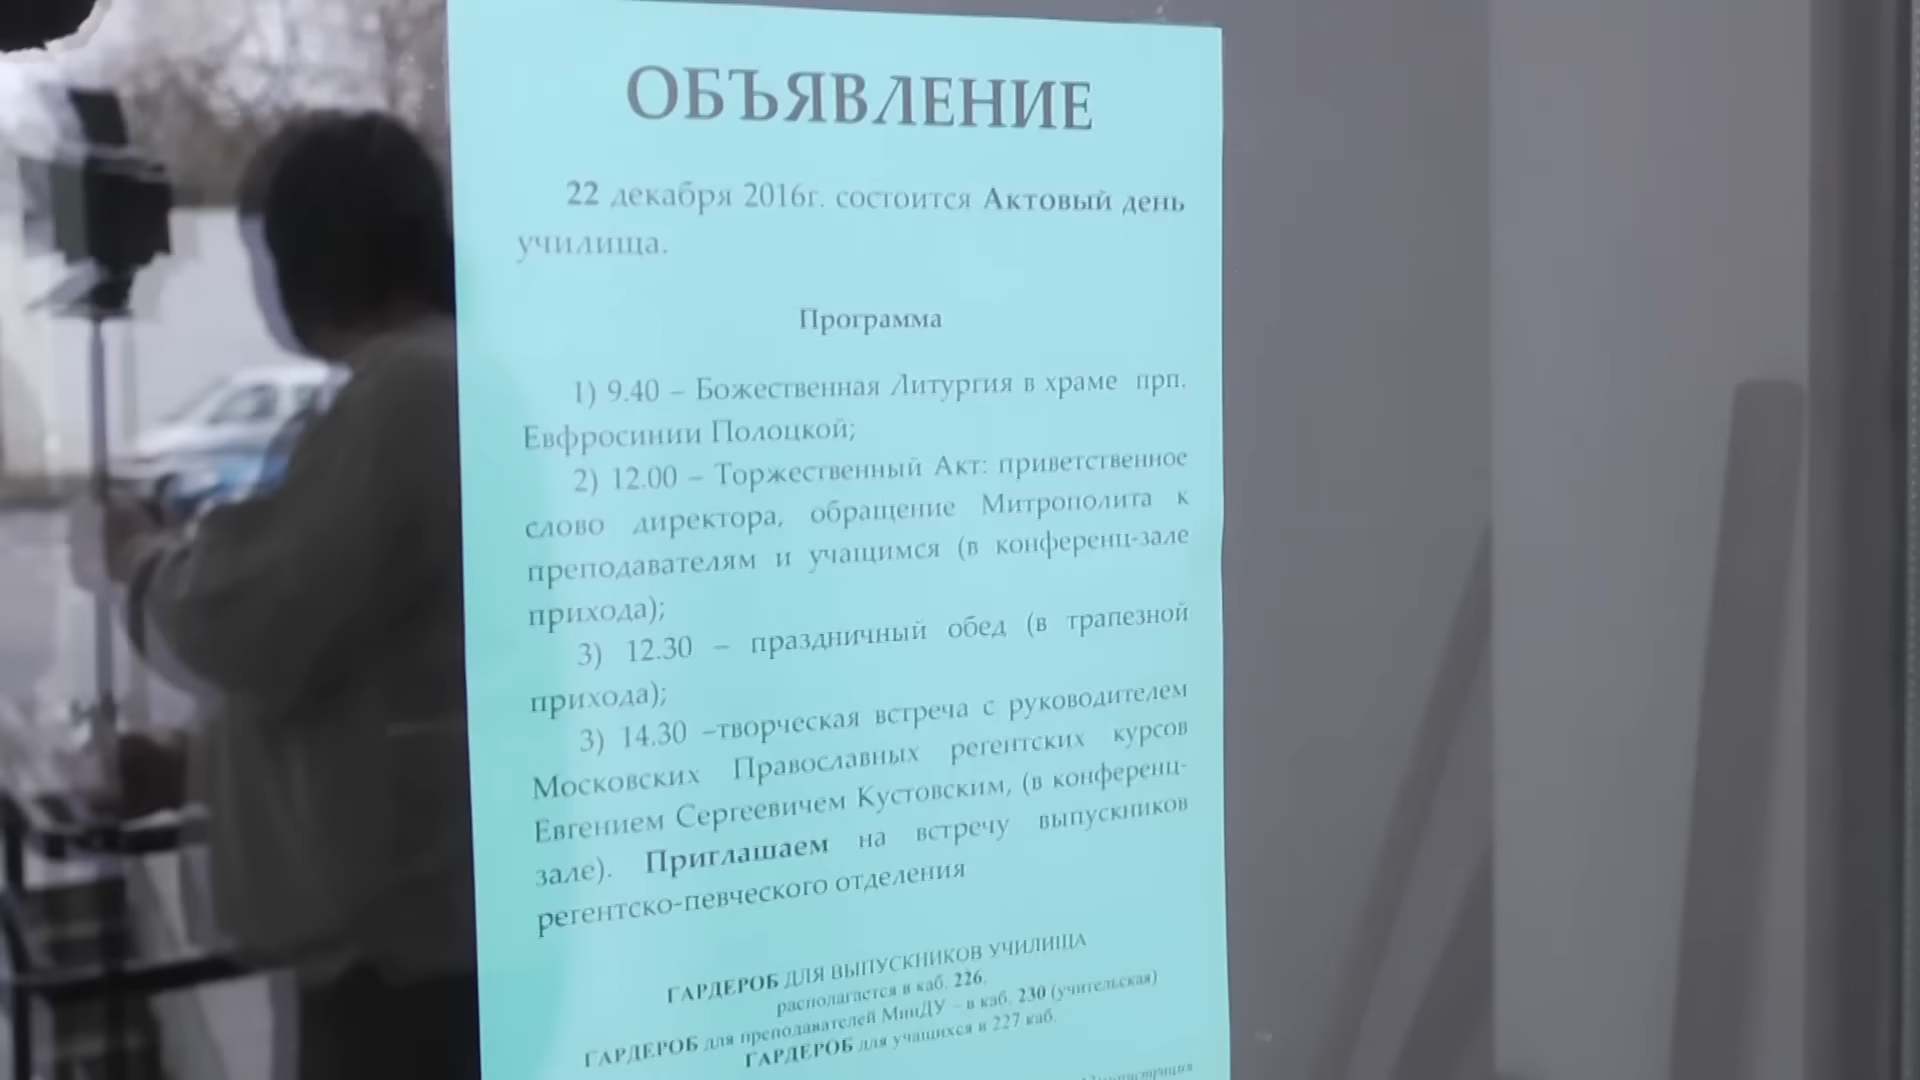 ОБЪЯВЛЕНИЕ
22 декабря 2016г. состоится Актовый день
училища.
Программа
1) 9.40 – Божественная Литургия в храме прп.
Евфросинии Полоцкой;
2) 12.00 – Торжественный Акт: приветственное
слово директора, обращение Митрополита к
преподавателям и учащимся (в конференц-зале
прихода);
3) 12.30 – праздничный обед (в трапезной
прихода);
3) 14.30 –творческая встреча с руководителем
Московских Православных регентских курсов
Евгением Сергеевичем Кустовским, (в конференц-
зале). Приглашаем на встречу выпускников
регентско-певческого отделения
ГАРДЕРОБ ДЛЯ ВЫПУСКНИКОВ УЧИЛИЩА
располагается в каб. 226.
ГАРДЕРОБ для преподавателей МинДУ – в каб. 230 (учительская)
ГАРДЕРОБ для учащихся в 227 каб.